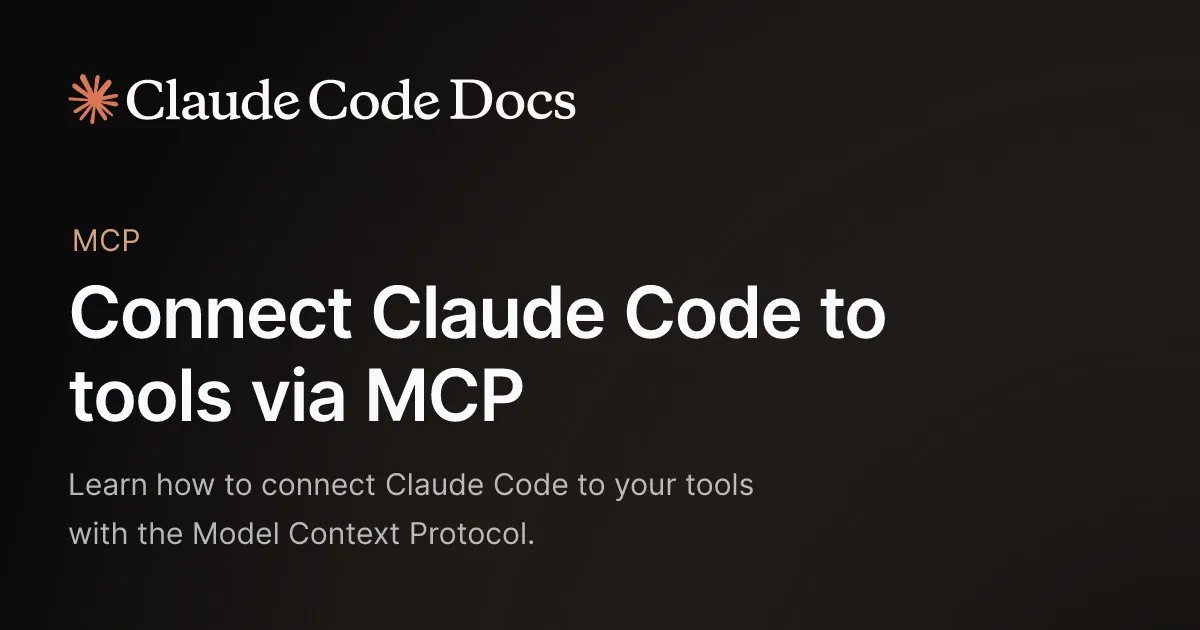 Claude Code Docs
MCP
Connect Claude Code to
tools via MCP
Learn how to connect Claude Code to your tools
with the Model Context Protocol.